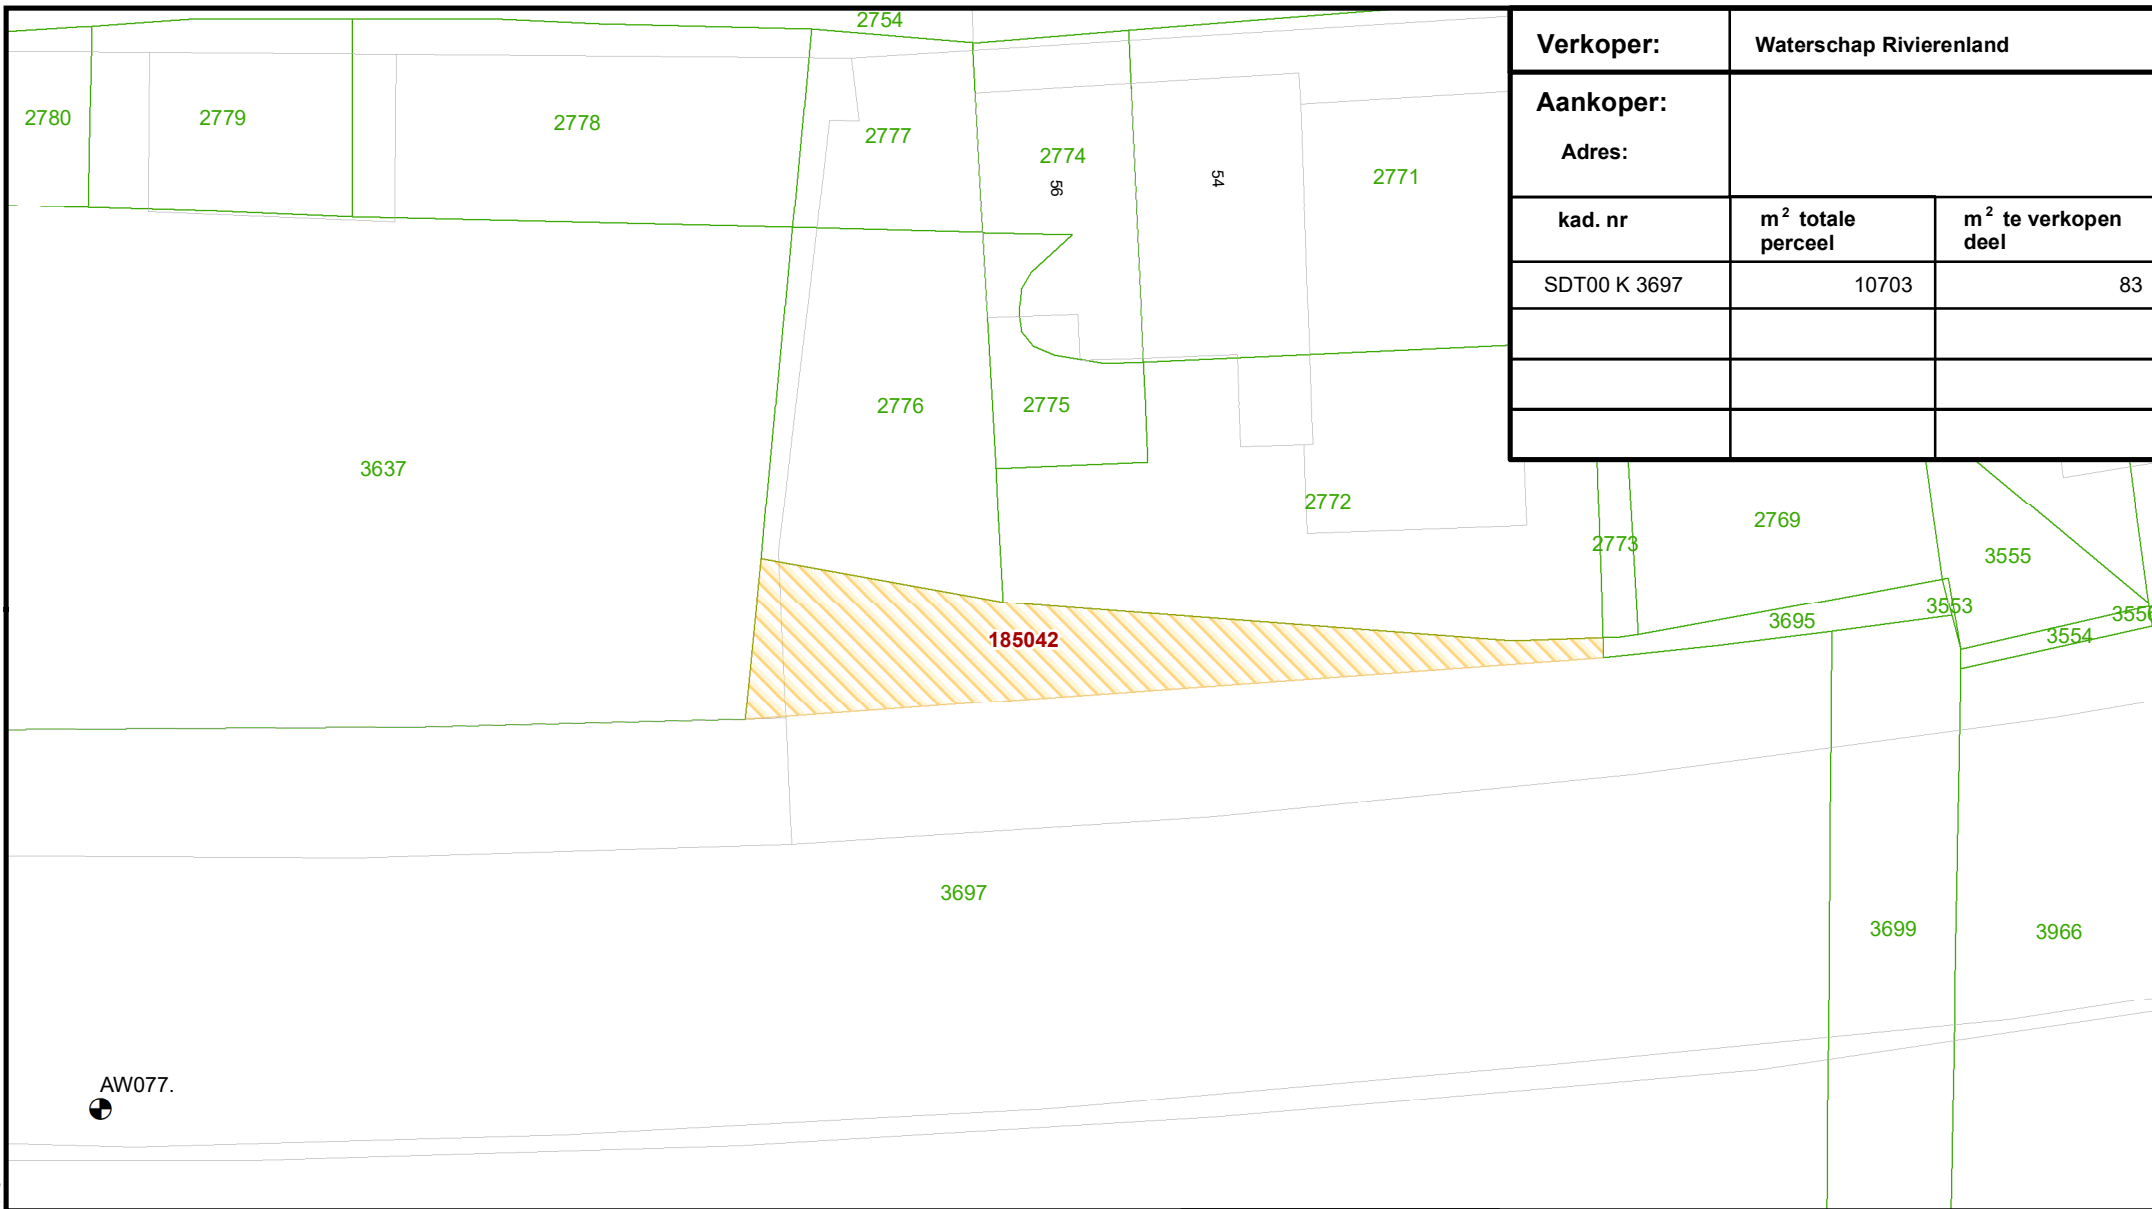 Verkoper: Waterschap Rivierenland
Aankoper:
Adres:
kad. nr m² totale perceel m² te verkopen deel
SDT00 K 3697 10703 83
2754
2780 2779 2778 2777 2774 2771
56 54
2776 2775
3637
2772 2769
2773 3555
3553 3556
3695 3554
185042
3697
3699 3966
AW077.